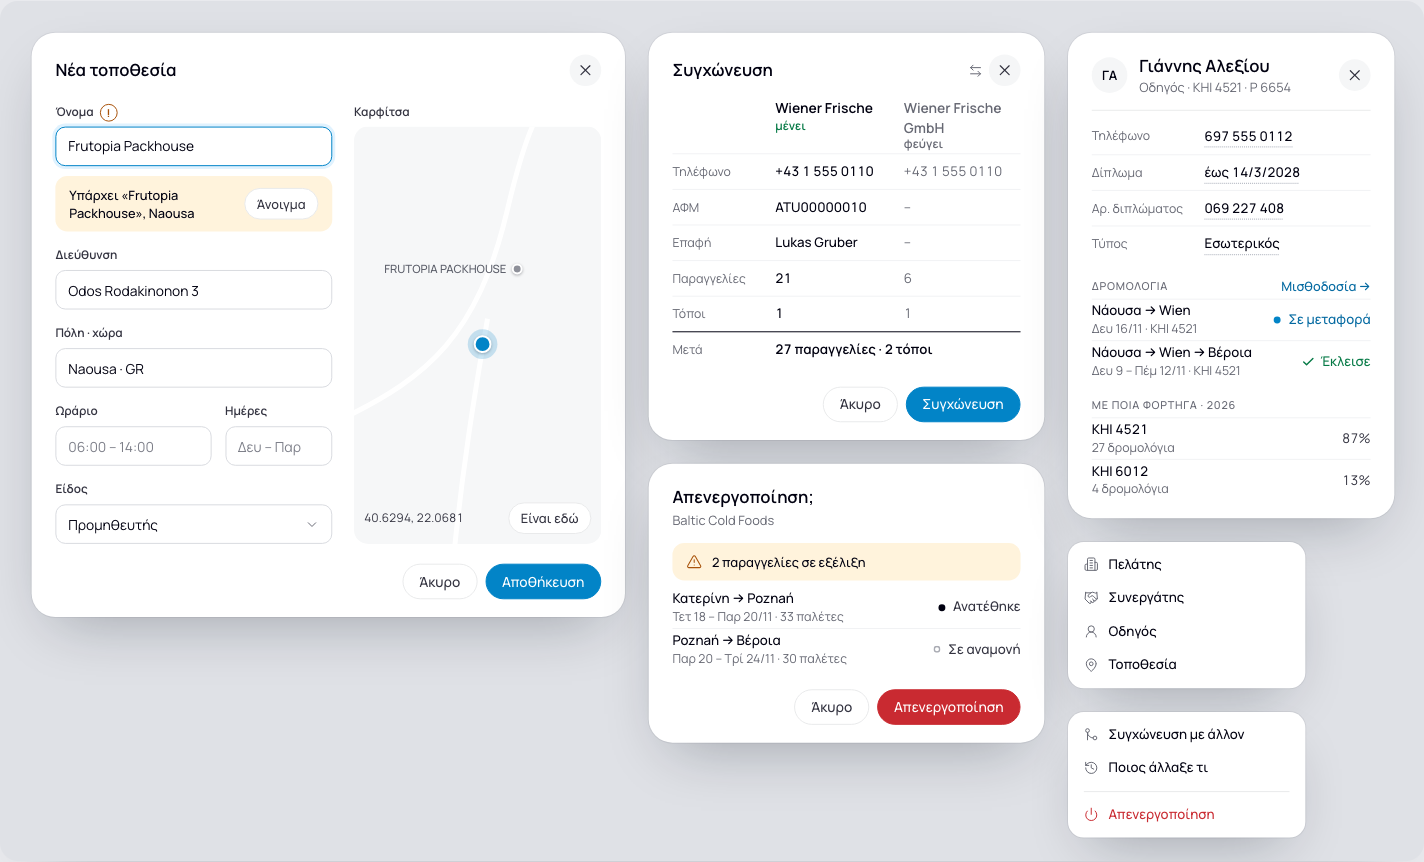 Νέα τοποθεσία
Όνομα
Frutopia Packhouse
Υπάρχει «Frutopia
Packhouse», Naousa
Άνοιγμα
Διεύθυνση
Odos Rodakinonon 3
Πόλη · χώρα
Naousa · GR
Ωράριο
Ημέρες
06:00 – 14:00
Δευ – Παρ
Είδος
Προμηθευτής
Καρφίτσα
FRUTOPIA PACKHOUSE
40.6294, 22.0681
Είναι εδώ
Άκυρο
Αποθήκευση
Συγχώνευση
Wiener Frische
μένει
Wiener Frische
GmbH
φεύγει
Τηλέφωνο
+43 1 555 0110
+43 1 555 0110
ΑΦΜ
ATU00000010
–
Επαφή
Lukas Gruber
–
Παραγγελίες
21
6
Τόποι
1
1
Μετά
27 παραγγελίες · 2 τόποι
Άκυρο
Συγχώνευση
Απενεργοποίηση;
Baltic Cold Foods
2 παραγγελίες σε εξέλιξη
Κατερίνη → Poznań
Τετ 18 – Παρ 20/11 · 33 παλέτες
Ανατέθηκε
Poznań → Βέροια
Παρ 20 – Τρί 24/11 · 30 παλέτες
Σε αναμονή
Άκυρο
Απενεργοποίηση
ΓΑ
Γιάννης Αλεξίου
Οδηγός · KHI 4521 · P 6654
Τηλέφωνο
697 555 0112
Δίπλωμα
έως 14/3/2028
Αρ. διπλώματος
069 227 408
Τύπος
Εσωτερικός
ΔΡΟΜΟΛΟΓΙΑ
Μισθοδοσία →
Νάουσα → Wien
Δευ 16/11 · KHI 4521
Σε μεταφορά
Νάουσα → Wien → Βέροια
Δευ 9 – Πέμ 12/11 · KHI 4521
Έκλεισε
ΜΕ ΠΟΙΑ ΦΟΡΤΗΓΑ · 2026
KHI 4521
27 δρομολόγια
87%
KHI 6012
4 δρομολόγια
13%
Πελάτης
Συνεργάτης
Οδηγός
Τοποθεσία
Συγχώνευση με άλλον
Ποιος άλλαξε τι
Απενεργοποίηση